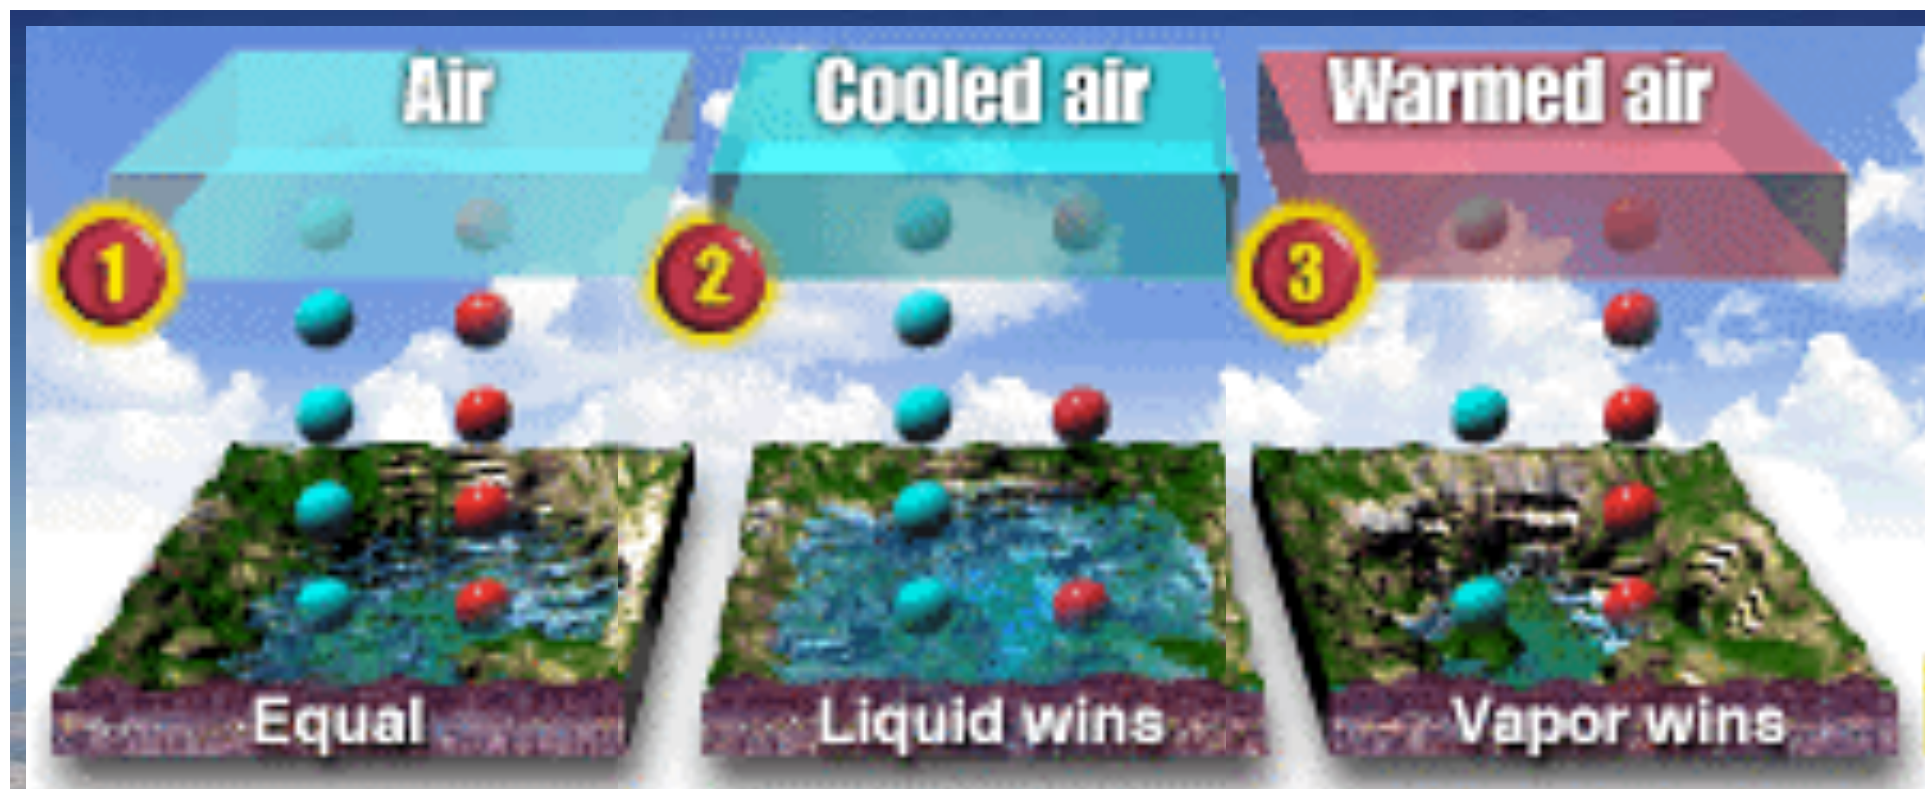 Air
Cooled air
Warmed air
1
2
3
Equal
Liquid wins
Vapor wins